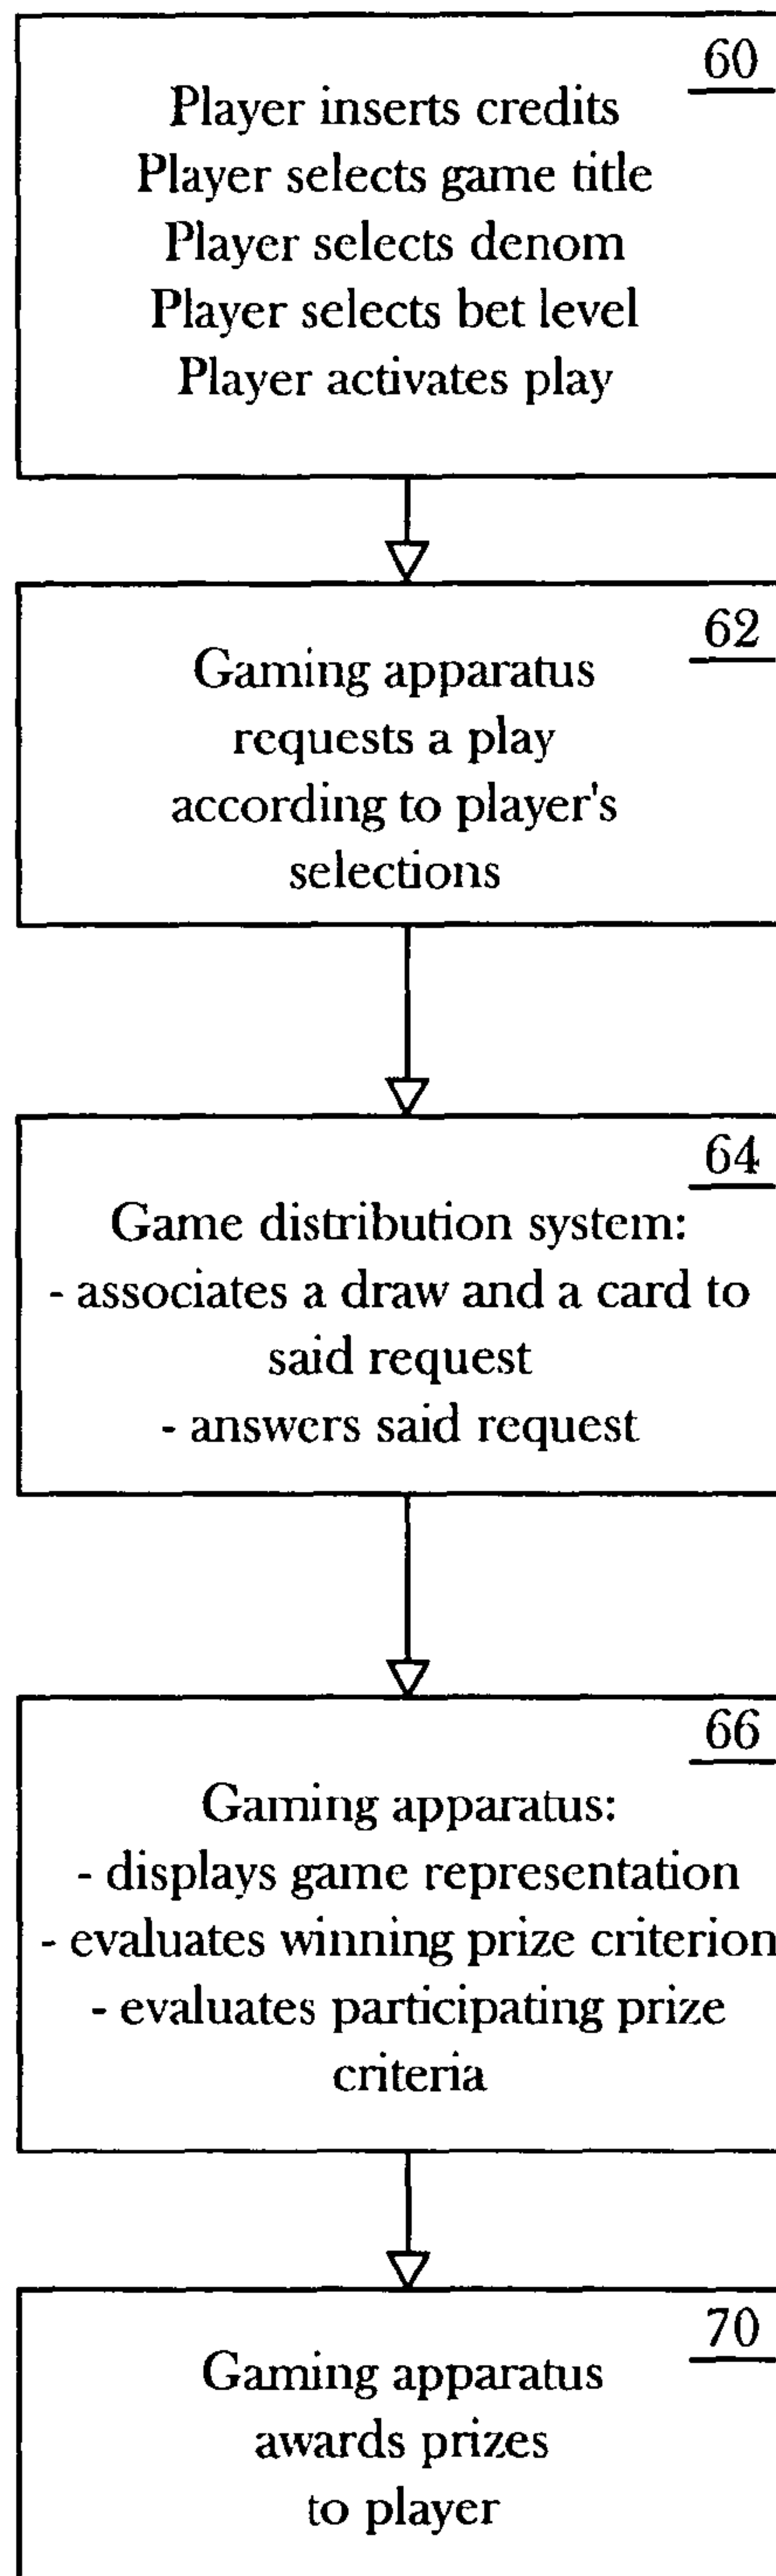 60
Player inserts credits
Player selects game title
Player selects denom
Player selects bet level
Player activates play
62
Gaming apparatus
requests a play
according to player's
selections
64
Game distribution system:
- associates a draw and a card to
said request
- answers said request
66
Gaming apparatus:
- displays game representation
- evaluates winning prize criterion
- evaluates participating prize
criteria
70
Gaming apparatus
awards prizes
to player